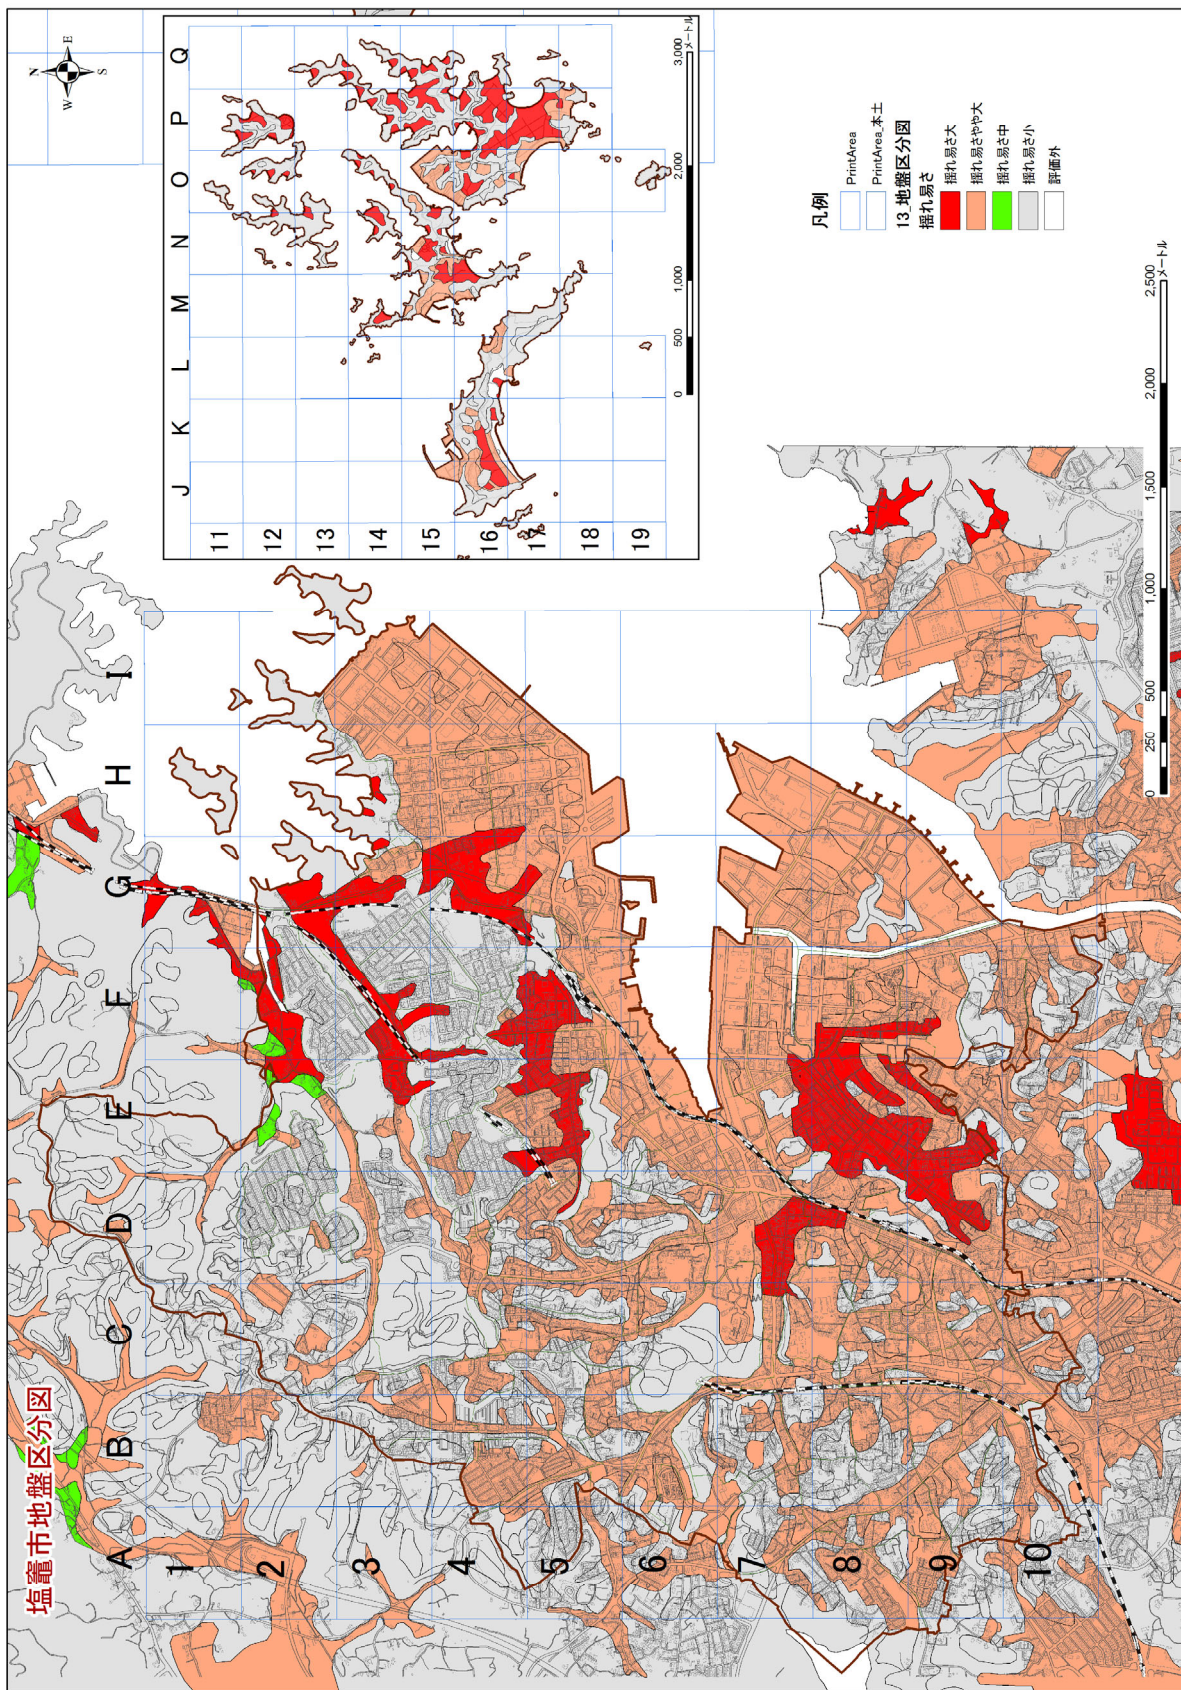 塩竈市地盤区分図
A
B
C
D
E
F
G
H
I
1
2
3
4
5
6
7
8
9
10
J
K
L
M
N
O
P
Q
11
12
13
14
15
16
17
18
19
0
500
1,000
2,000
3,000
メートル
N
W
E
S
凡例
PrintArea
PrintArea_本土
13_地盤区分図
揺れ易さ
揺れ易さ大
揺れ易さやや大
揺れ易さ中
揺れ易さ小
評価外
0
250
500
1,000
1,500
2,000
2,500
メートル